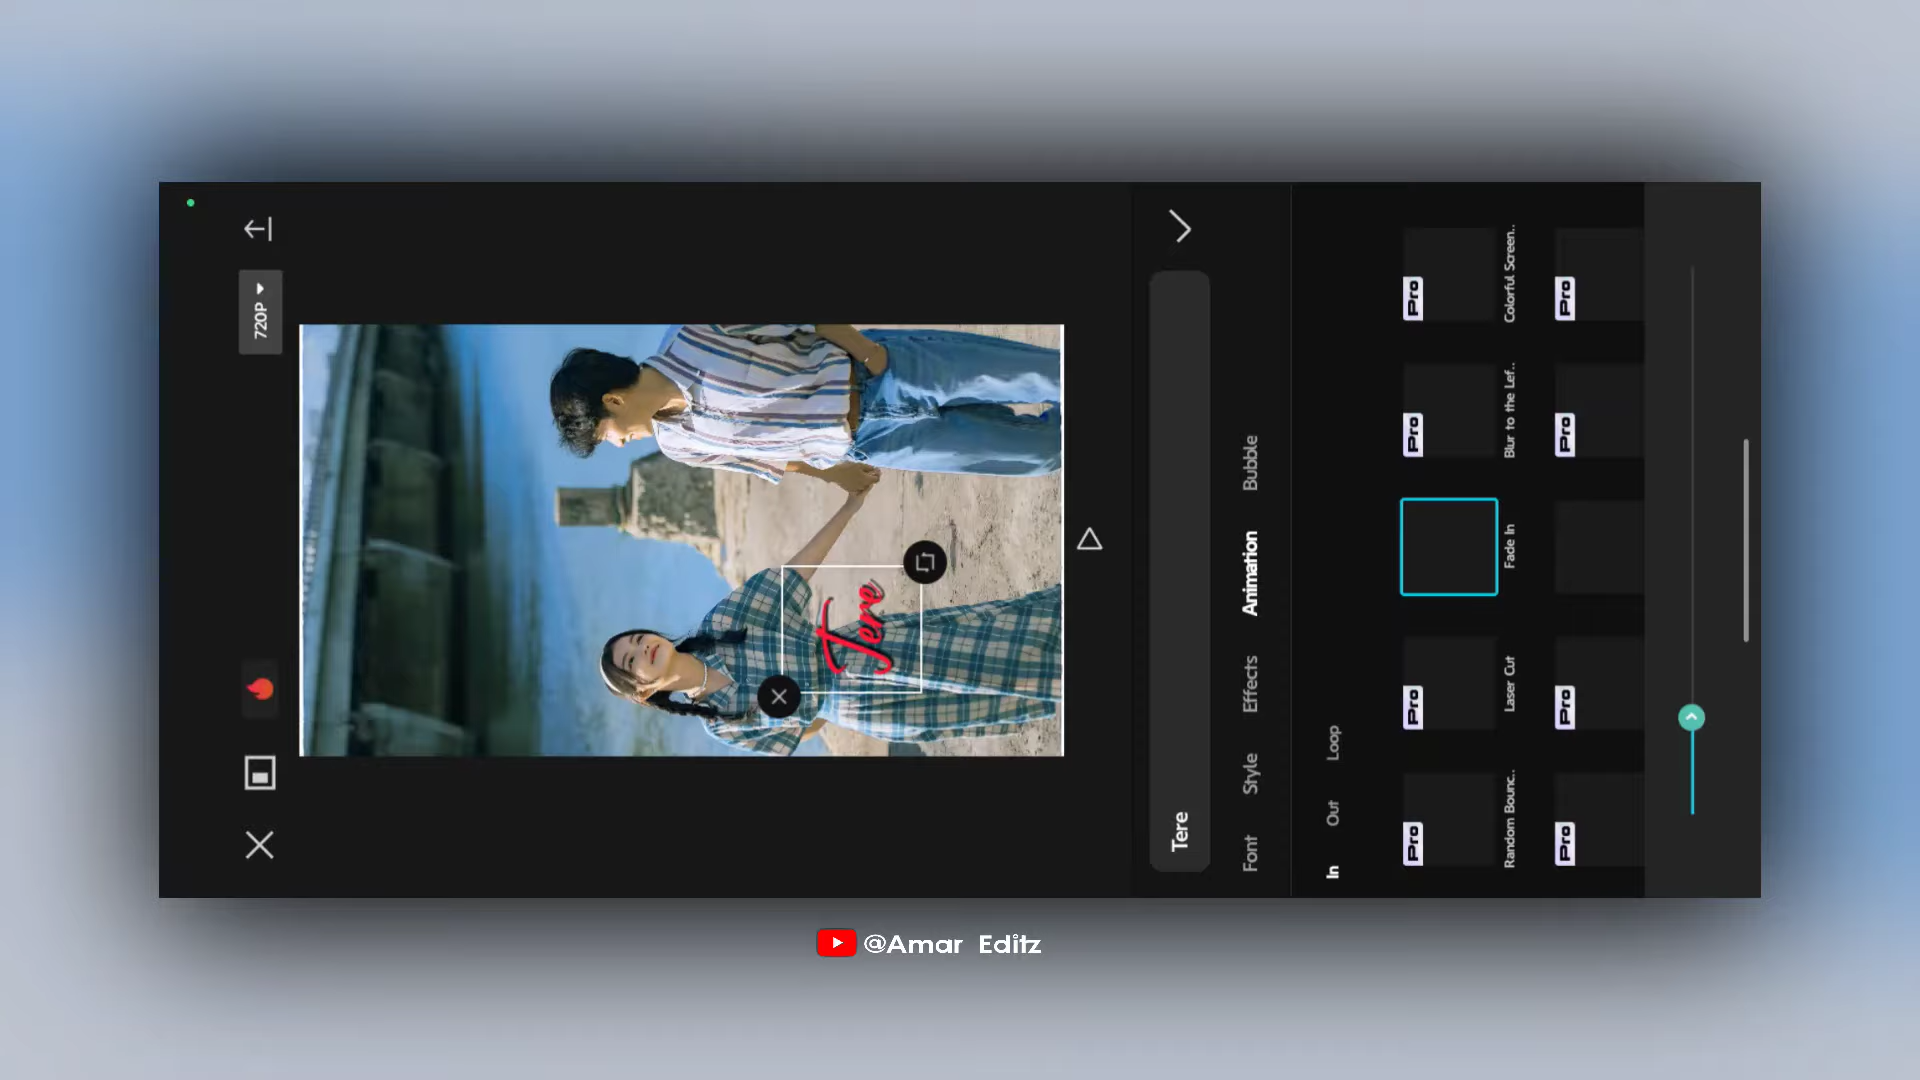 720P
Tere
Tere
Font Style Effects Animation Bubble
In Out Loop
Pro Pro Pro Pro
Random Bounc.. Laser Cut Fade In Blur to the Lef.. Colorful Screen..
Pro Pro Pro Pro
@Amar Editz